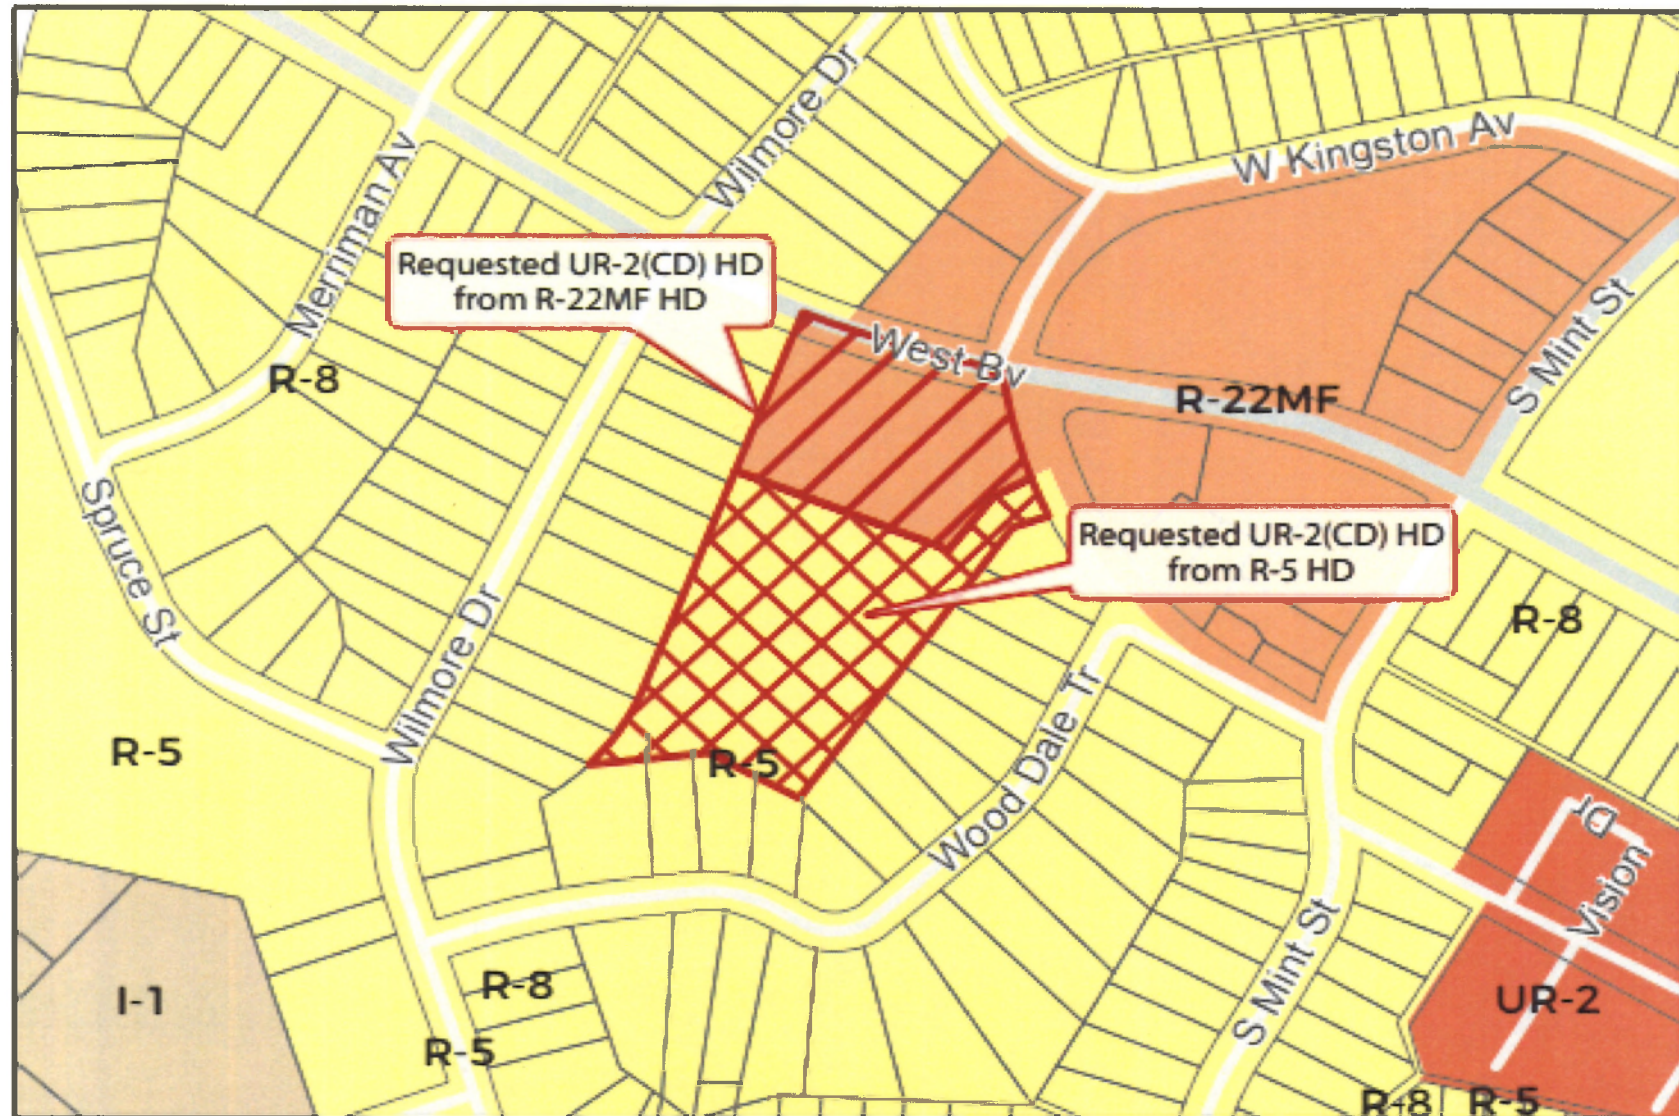 Wilmore Dr
W Kingston Av
Merriman Av
Requested UR-2(CD) HD
from R-22MF HD
S Mint St
West Bv
R-8
R-22MF
Spruce St
Requested UR-2(CD) HD
from R-5 HD
R-8
Wilmore Dr
R-5
R-5
Wood Dale Tr
Vision Dr
S Mint St
R-8
I-1
UR-2
R-5
R-8
R-5